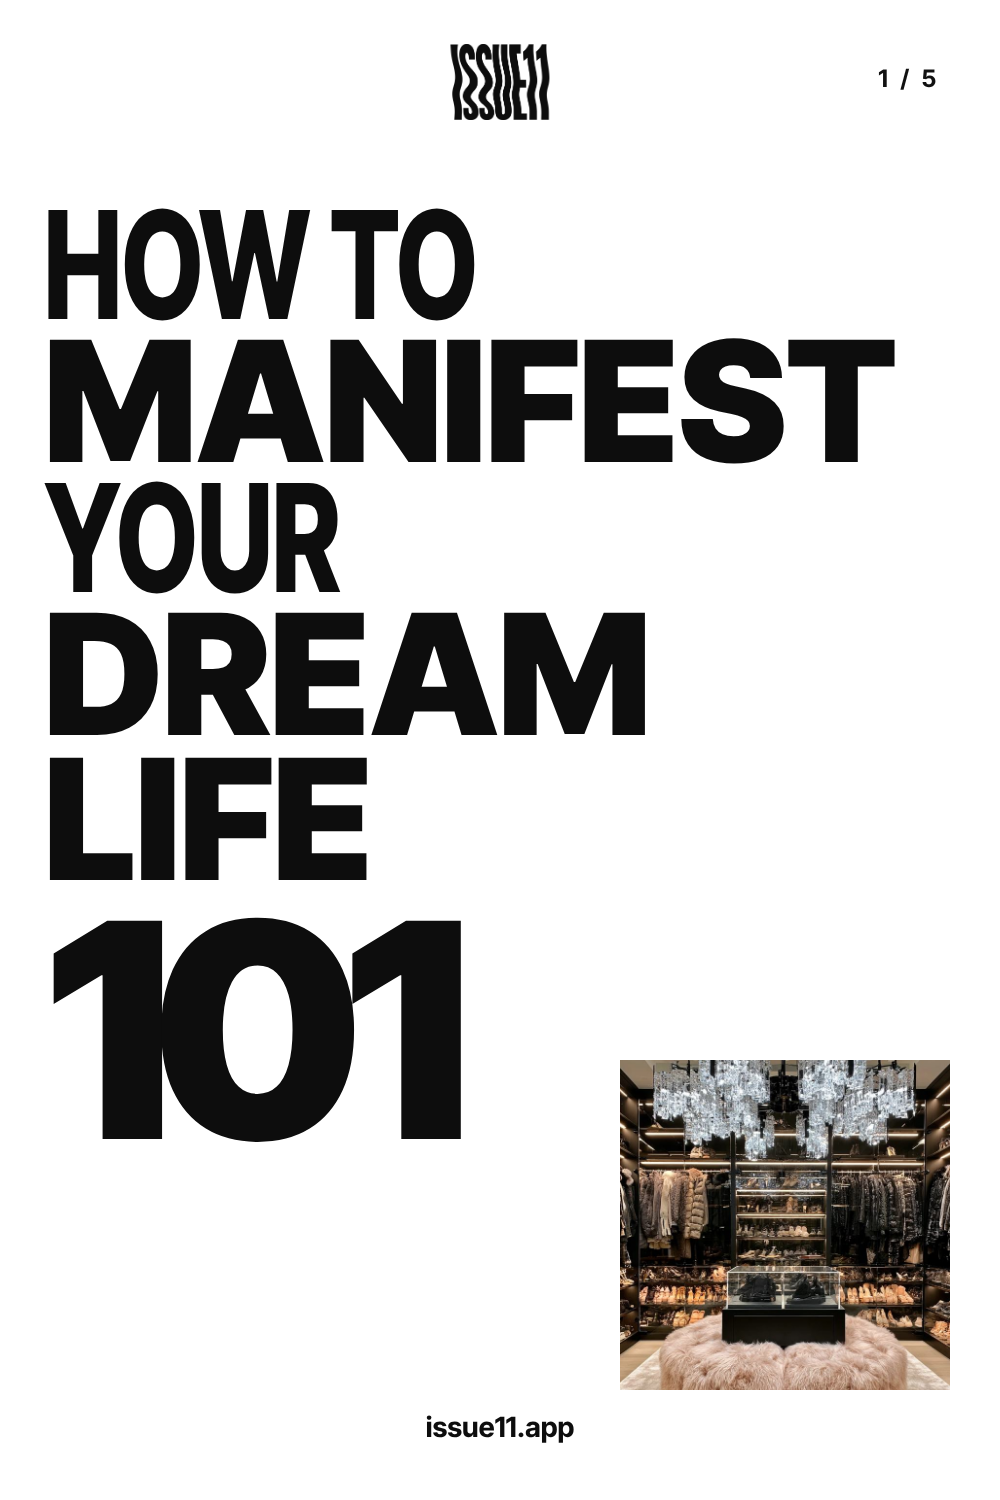 ISSUE11
1 / 5
HOW TO
MANIFEST
YOUR
DREAM
LIFE
101
issue11.app